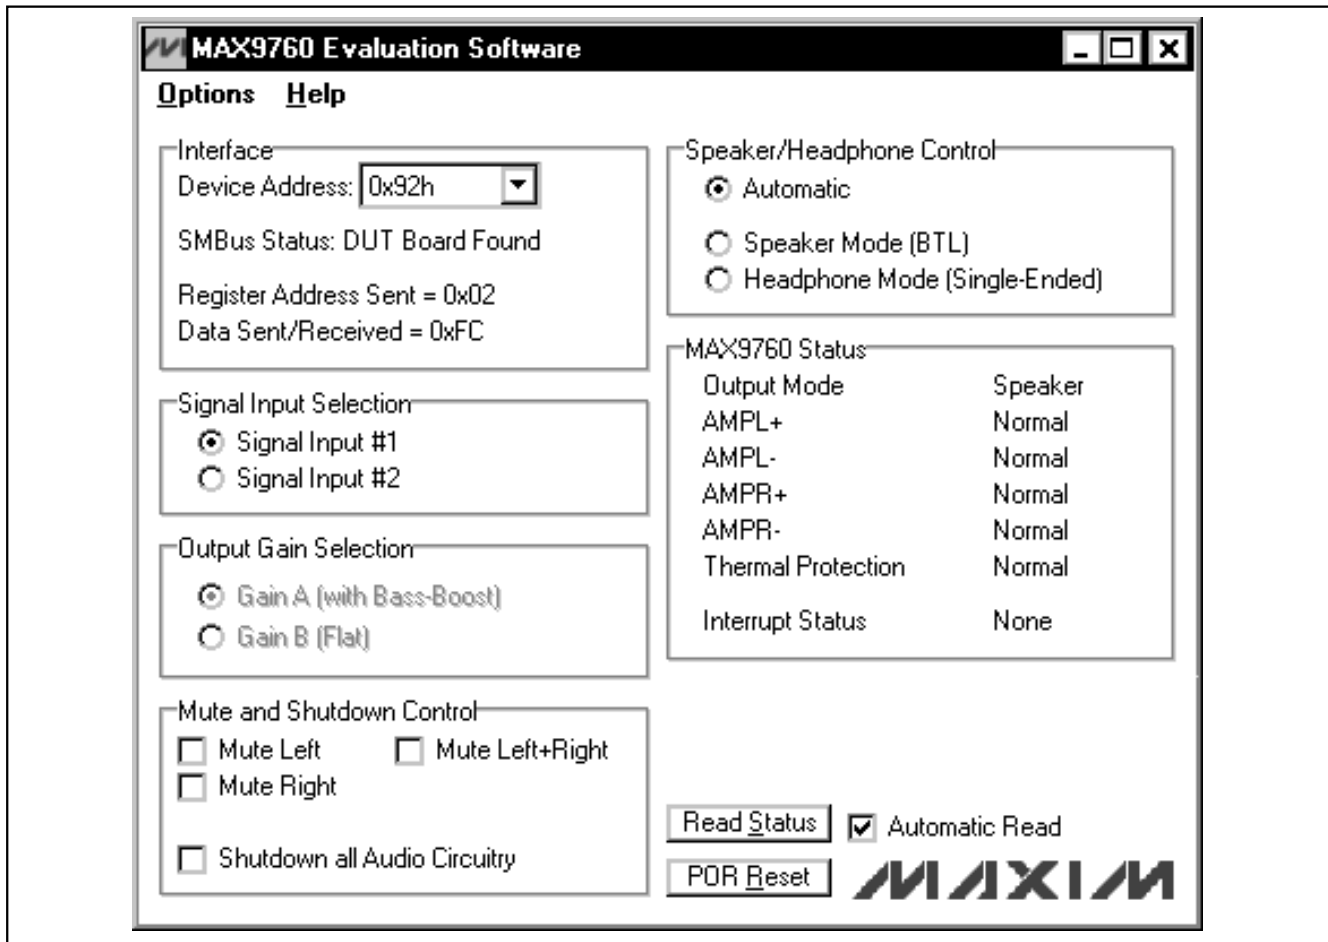 MAX9760 Evaluation Software
Options Help
Interface
Device Address: 0x92h
SMBus Status: DUT Board Found
Register Address Sent = 0x02
Data Sent/Received = 0xFC
Signal Input Selection
Signal Input #1
Signal Input #2
Output Gain Selection
Gain A (with Bass-Boost)
Gain B (Flat)
Mute and Shutdown Control
Mute Left Mute Left+Right
Mute Right
Shutdown all Audio Circuitry
Speaker/Headphone Control
Automatic
Speaker Mode (BTL)
Headphone Mode (Single-Ended)
MAX9760 Status
Output Mode Speaker
AMPL+ Normal
AMPL- Normal
AMPR+ Normal
AMPR- Normal
Thermal Protection Normal
Interrupt Status None
Read Status Automatic Read
POR Reset MAXIM